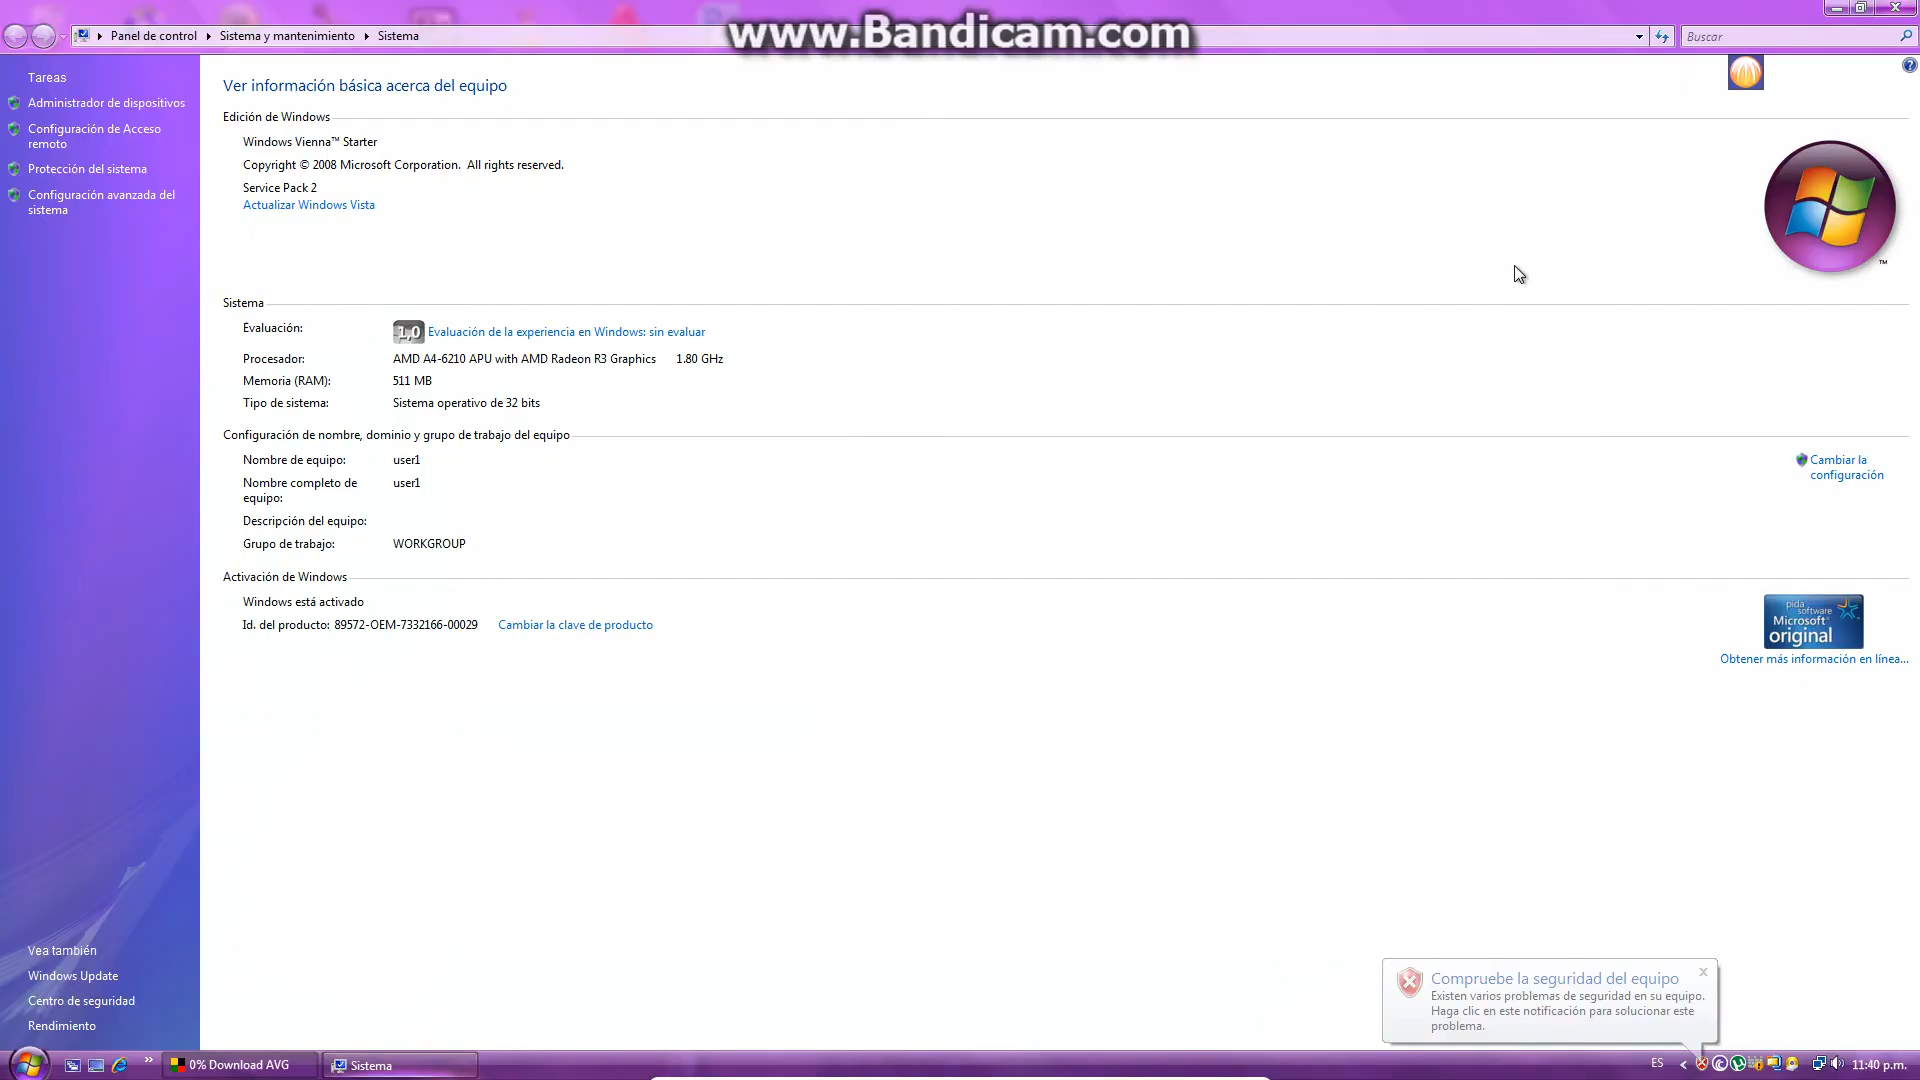 www.Bandicam.com
Panel de control
Sistema y mantenimiento
Sistema
Buscar
Tareas
Administrador de dispositivos
Configuración de Acceso
remoto
Protección del sistema
Configuración avanzada del
sistema
Ver información básica acerca del equipo
Edición de Windows
Windows Vienna™ Starter
Copyright © 2008 Microsoft Corporation.  All rights reserved.
Service Pack 2
Actualizar Windows Vista
™
Sistema
Evaluación:
1,0 Evaluación de la experiencia en Windows: sin evaluar
Procesador:
AMD A4-6210 APU with AMD Radeon R3 Graphics 1.80 GHz
Memoria (RAM):
511 MB
Tipo de sistema:
Sistema operativo de 32 bits
Configuración de nombre, dominio y grupo de trabajo del equipo
Nombre de equipo:
user1
Nombre completo de
equipo:
user1
Descripción del equipo:
Grupo de trabajo:
WORKGROUP
Cambiar la
configuración
Activación de Windows
Windows está activado
Id. del producto: 89572-OEM-7332166-00029
Cambiar la clave de producto
pida
software
Microsoft
original
Obtener más información en línea...
Vea también
Windows Update
Centro de seguridad
Rendimiento
Compruebe la seguridad del equipo
Existen varios problemas de seguridad en su equipo.
Haga clic en este notificación para solucionar este
problema.
0% Download AVG
Sistema
ES
11:40 p.m.